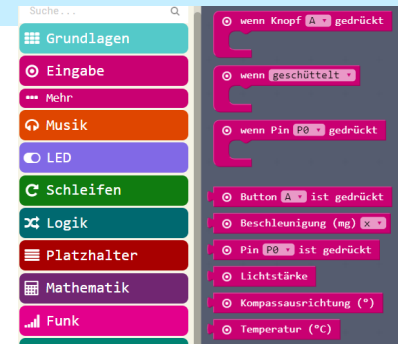 Suche...
Grundlagen
Eingabe
Mehr
Musik
LED
Schleifen
Logik
Platzhalter
Mathematik
Funk
wenn Knopf A gedrückt
wenn geschüttelt
wenn Pin P0 gedrückt
Button A ist gedrückt
Beschleunigung (mg) x
Pin P0 ist gedrückt
Lichtstärke
Kompassausrichtung (°)
Temperatur (°C)